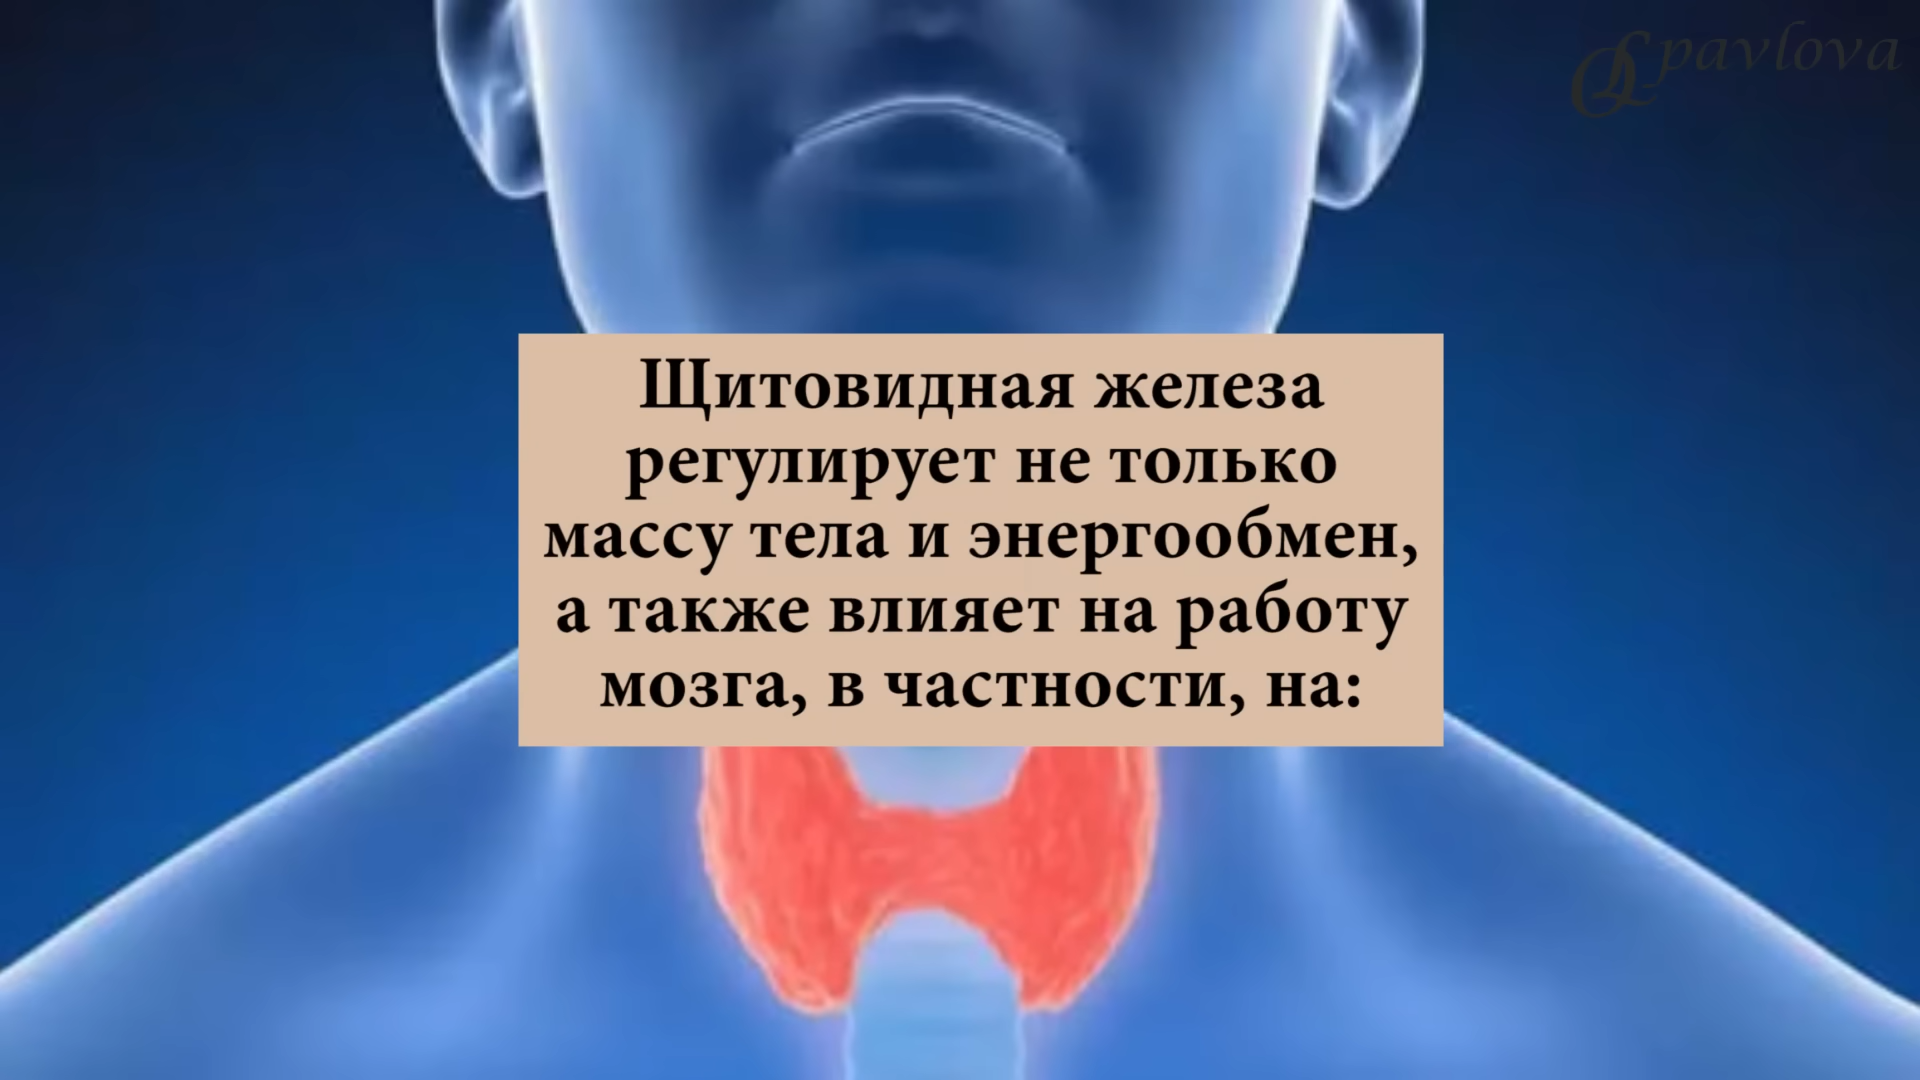 pavlova
Щитовидная железа
регулирует не только
массу тела и энергообмен,
а также влияет на работу
мозга, в частности, на: